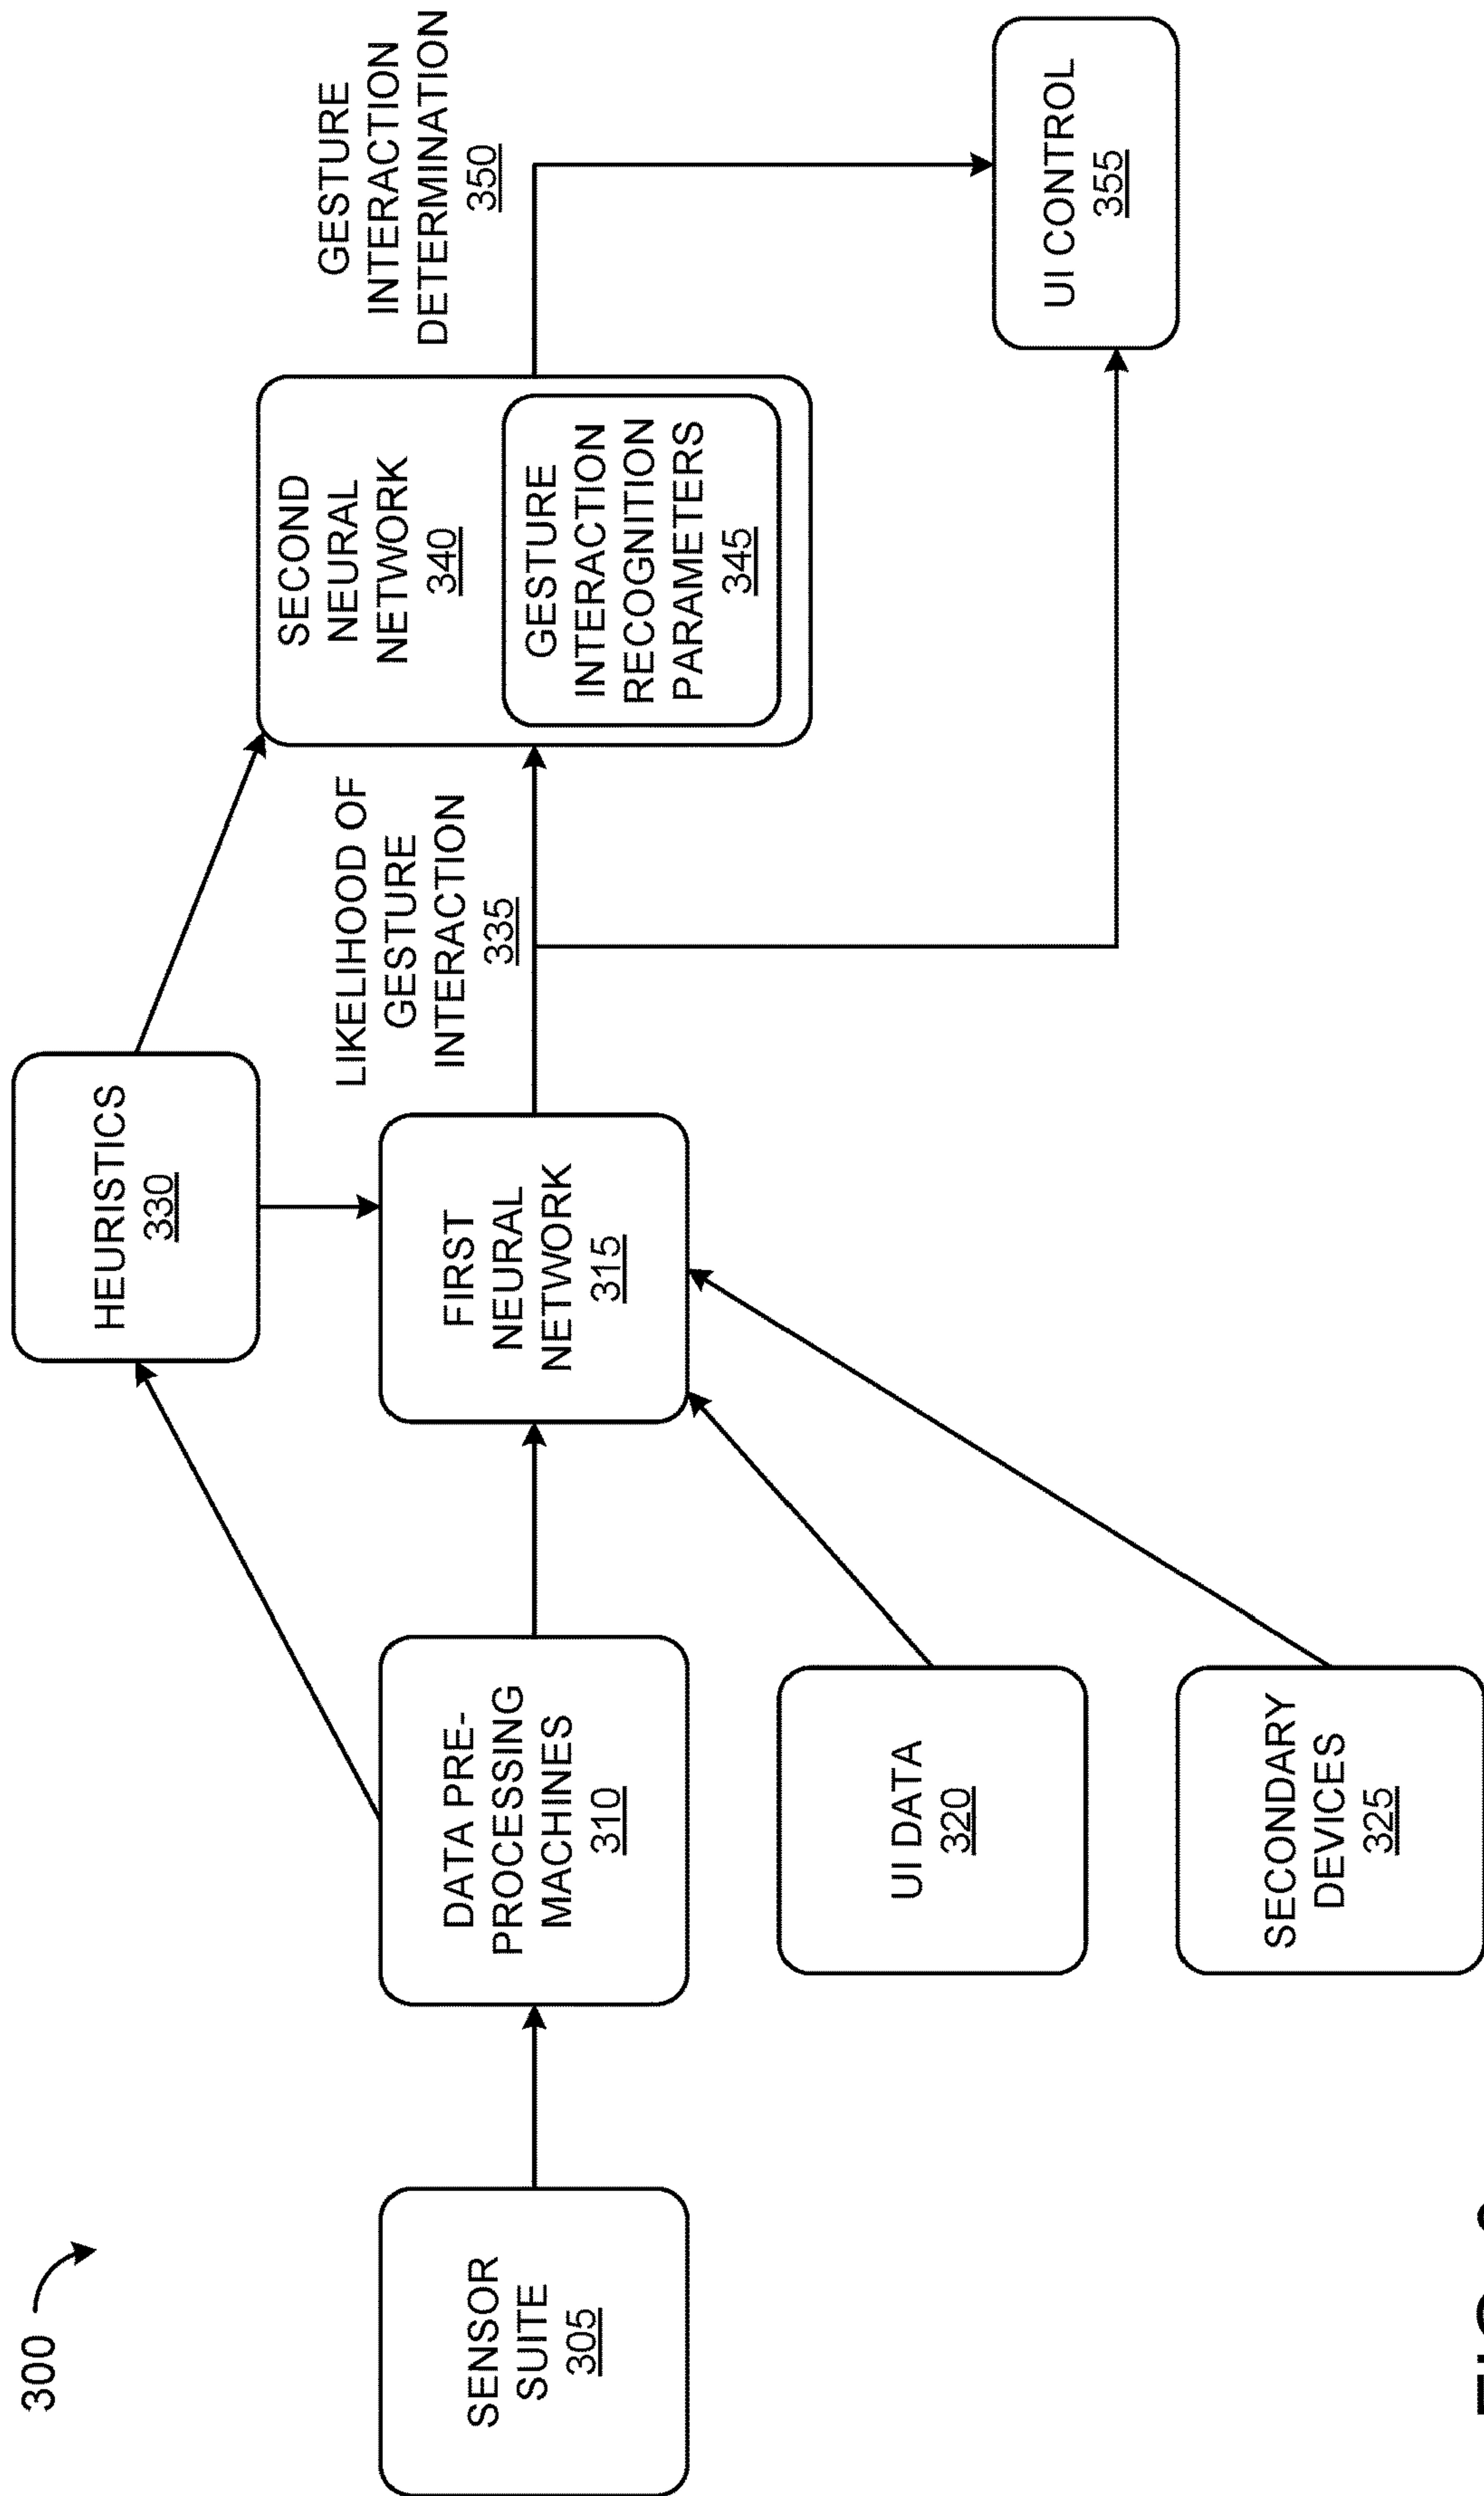 300
SENSOR
SUITE
305
DATA PRE-
PROCESSING
MACHINES
310
UI DATA
320
SECONDARY
DEVICES
325
HEURISTICS
330
FIRST
NEURAL
NETWORK
315
LIKELIHOOD OF
GESTURE
INTERACTION
335
SECOND
NEURAL
NETWORK
340
GESTURE
INTERACTION
RECOGNITION
PARAMETERS
345
GESTURE
INTERACTION
DETERMINATION
350
UI CONTROL
355